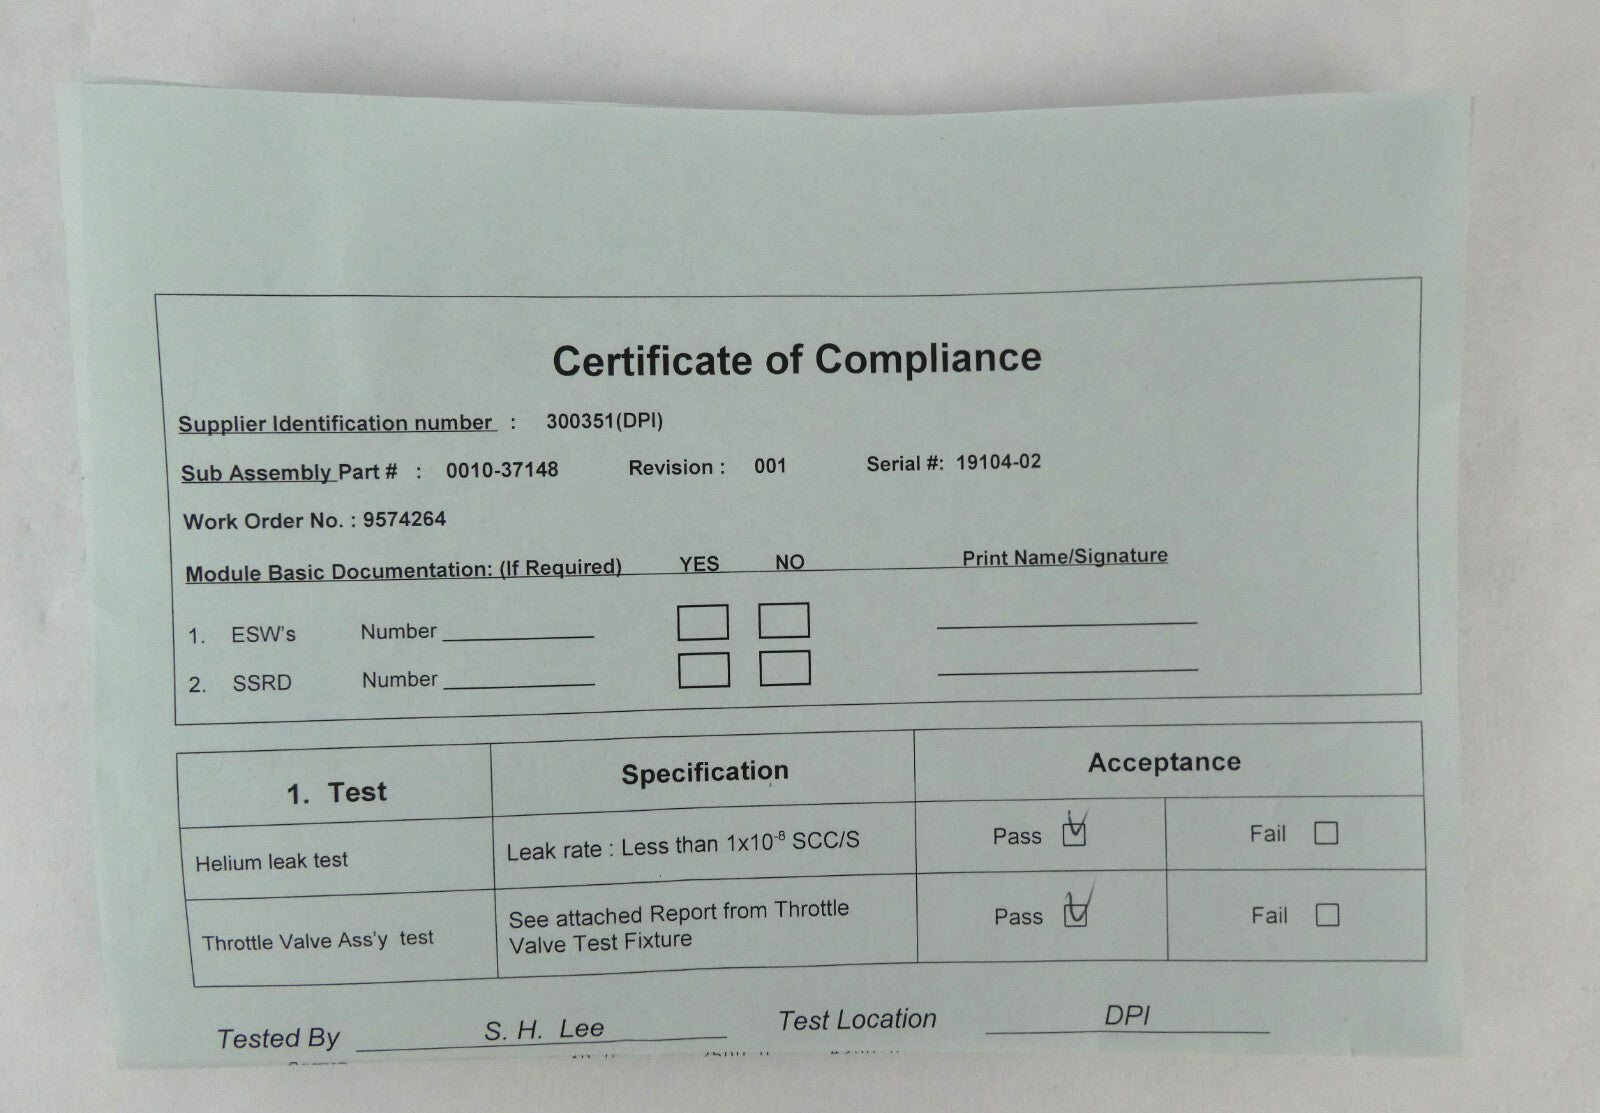 Certificate of Compliance
Supplier Identification number : 300351(DPI)
Sub Assembly Part # : 0010-37148 Revision : 001 Serial #: 19104-02
Work Order No. : 9574264
Module Basic Documentation: (If Required) YES NO Print Name/Signature
1. ESW's Number
2. SSRD Number
1. Test Specification Acceptance
Helium leak test Leak rate : Less than 1x10⁻⁸ SCC/S Pass Fail
Throttle Valve Ass'y test See attached Report from Throttle
Valve Test Fixture Pass Fail
Tested By S. H. Lee Test Location DPI